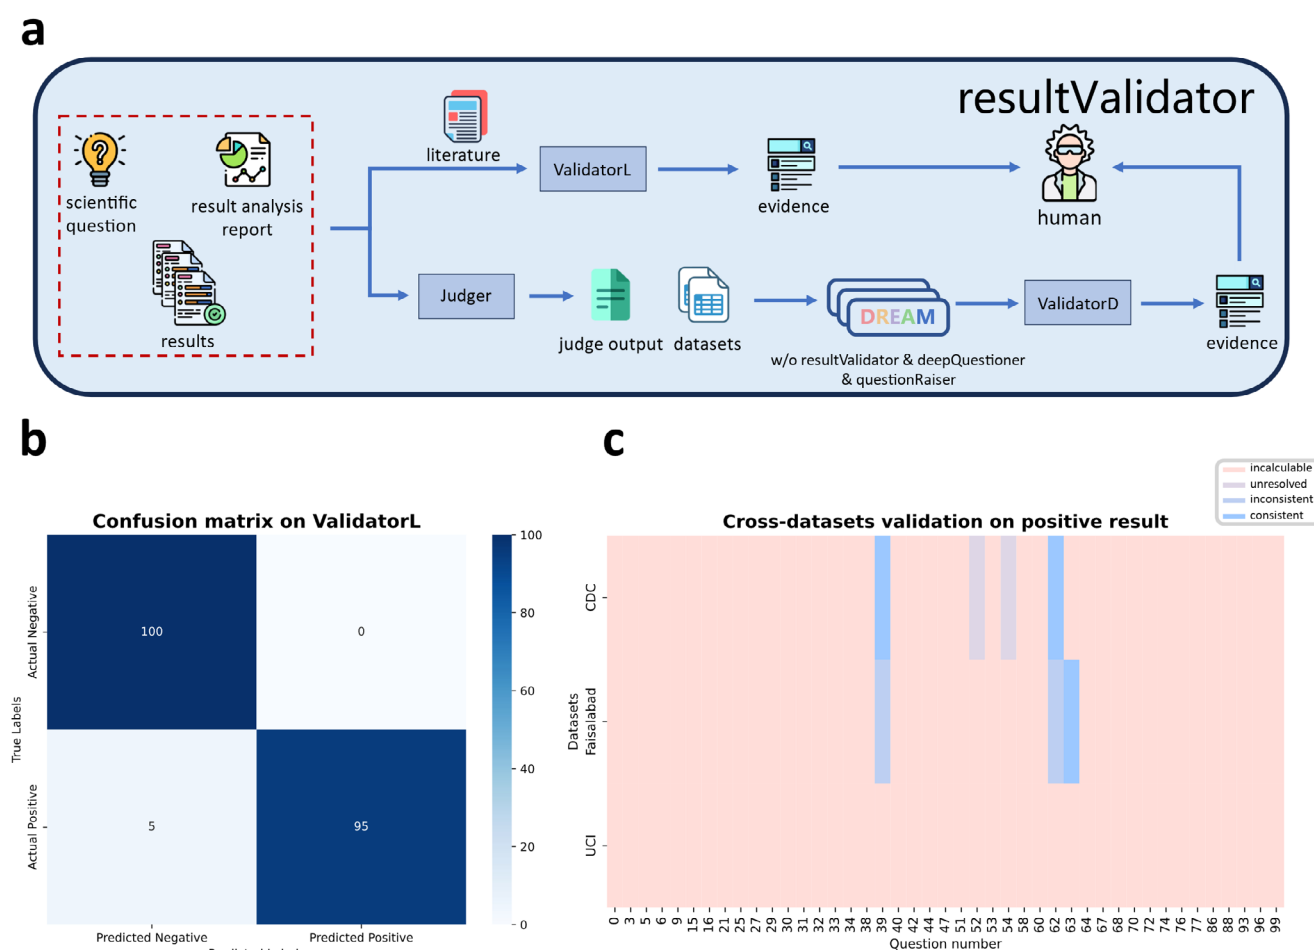 a
resultValidator
literature
ValidatorL
evidence
human
scientific
question
result analysis
report
results
Judger
judge output
datasets
DREAM
w/o resultValidator & deepQuestioner
& questionRaiser
ValidatorD
evidence
b
Confusion matrix on ValidatorL
True Labels
Actual Negative
Actual Positive
100
0
5
95
100
80
60
40
20
0
Predicted Negative
Predicted Positive
c
incalculable
unresolved
inconsistent
consistent
Cross-datasets validation on positive result
Datasets
CDC
Faisalabad
UCI
0 3 5 6 9 15 16 21 25 27 29 30 31 32 33 34 38 39 40 42 44 47 51 52 53 54 55 58 60 62 63 64 67 68 70 72 74 76 77 86 88 93 96 99
Question number